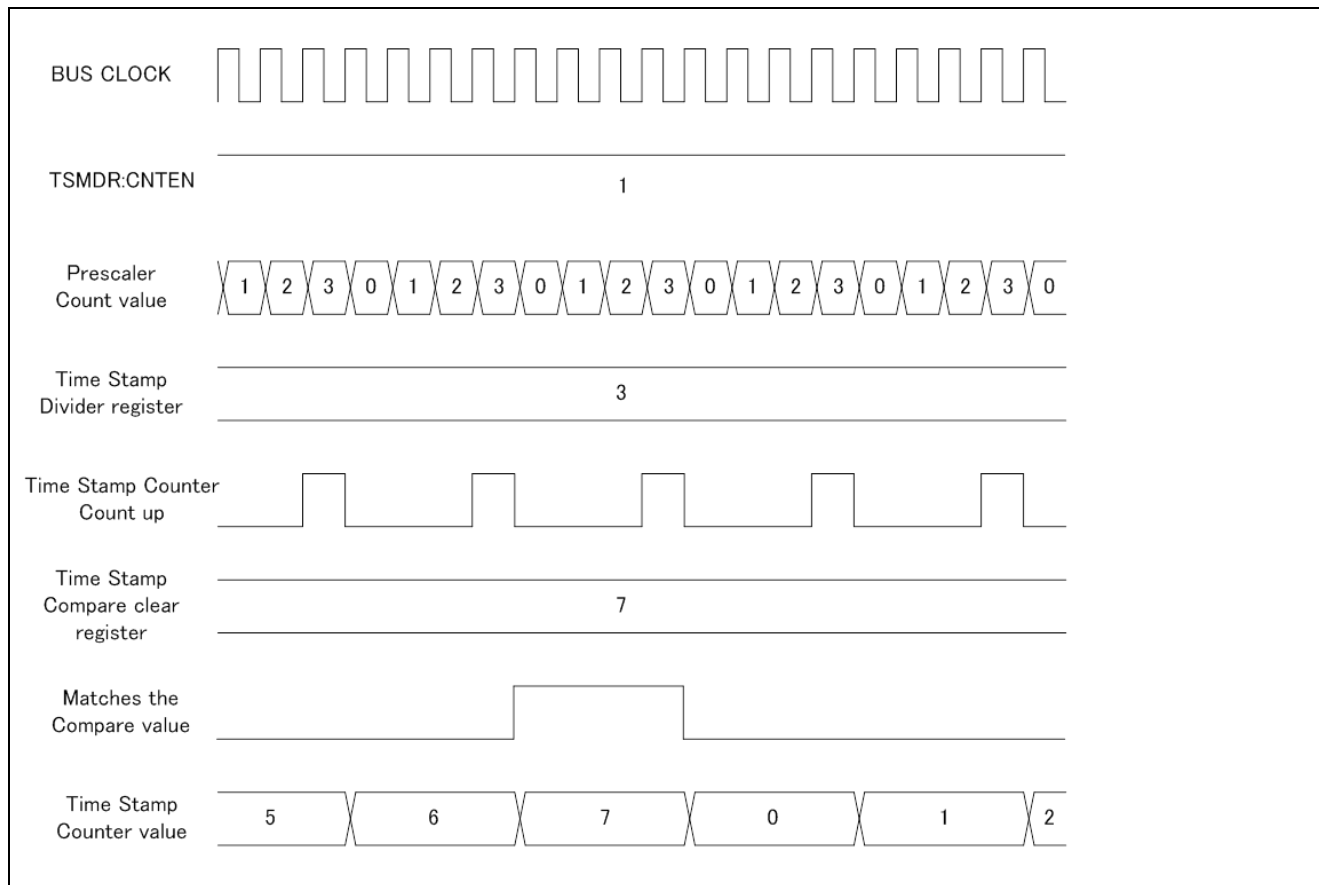 BUS CLOCK
TSMDR:CNTEN
1
Prescaler
Count value
1 2 3 0 1 2 3 0 1 2 3 0 1 2 3 0 1 2 3 0
Time Stamp
Divider register
3
Time Stamp Counter
Count up
Time Stamp
Compare clear
register
7
Matches the
Compare value
Time Stamp
Counter value
5 6 7 0 1 2